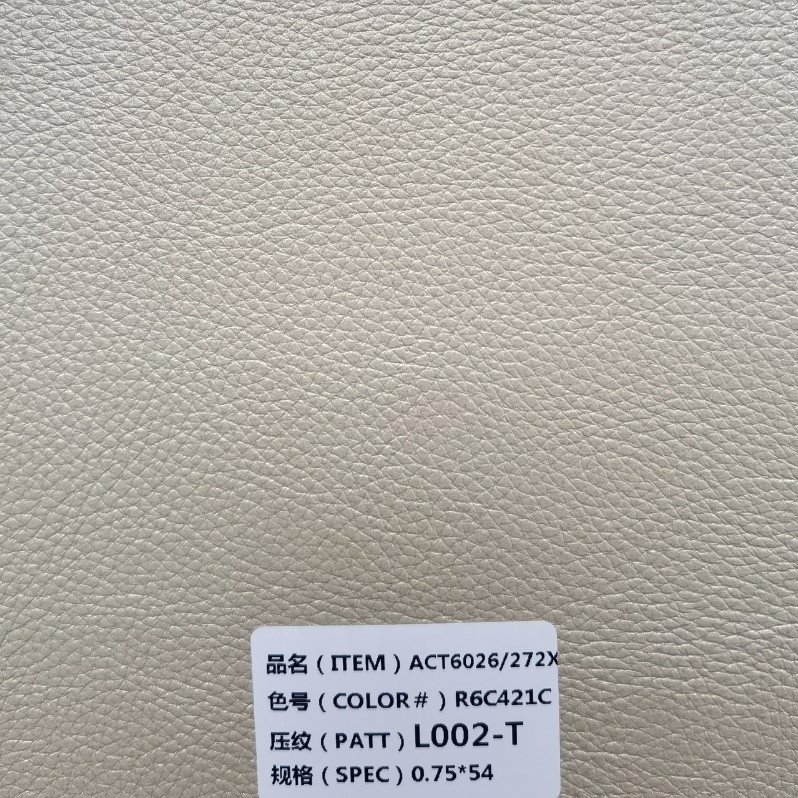 品名（ITEM）ACT6026/272X
色号（COLOR#）R6C421C
压纹（PATT）L002-T
规格（SPEC）0.75*54